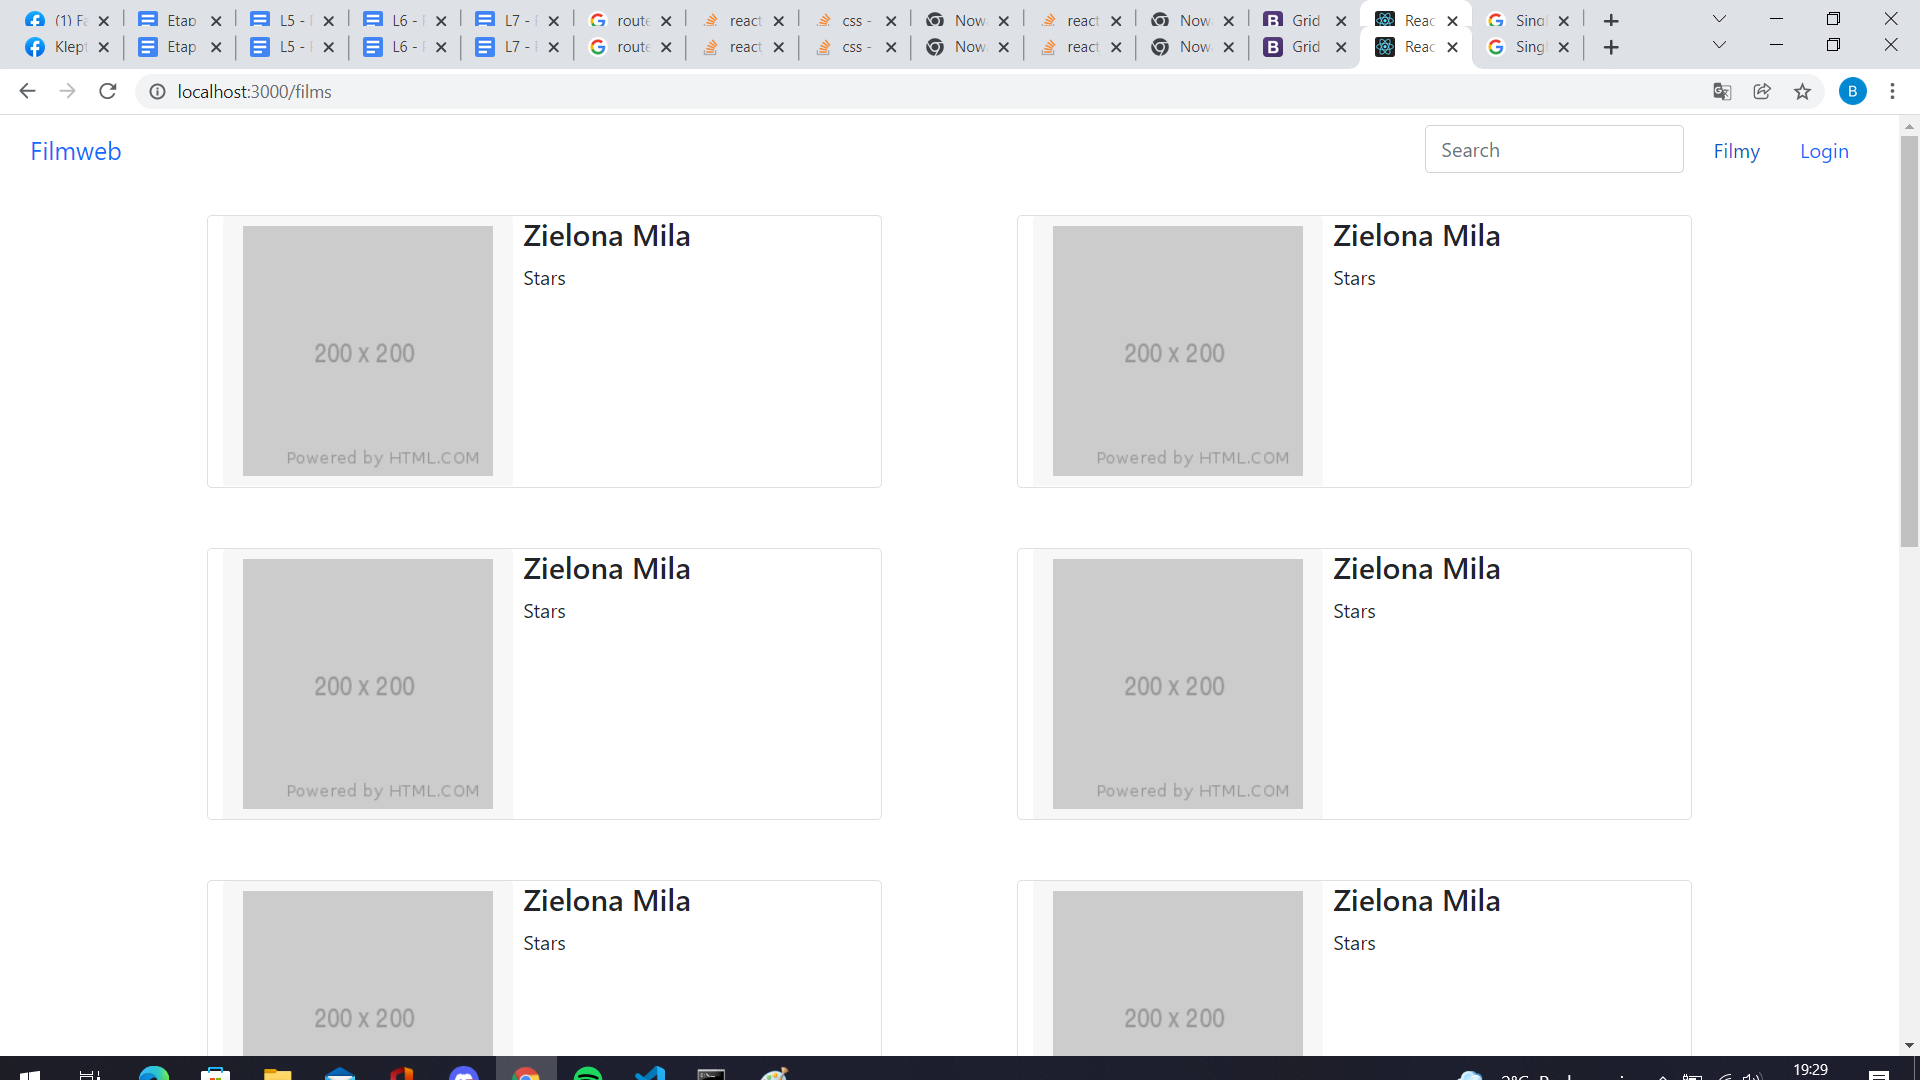 (1) Fa Etap L5 - F L6 - F L7 - F route react css - Now react Now Grid Reac Singl
Klept Etap L5 - F L6 - F L7 - F route react css - Now react Now Grid Reac Singl
localhost:3000/films B
Filmweb Search Filmy Login
Zielona Mila Zielona Mila
Stars Stars
200 x 200 200 x 200
Powered by HTML.COM Powered by HTML.COM
Zielona Mila Zielona Mila
Stars Stars
200 x 200 200 x 200
Powered by HTML.COM Powered by HTML.COM
Zielona Mila Zielona Mila
Stars Stars
200 x 200 200 x 200
19:29